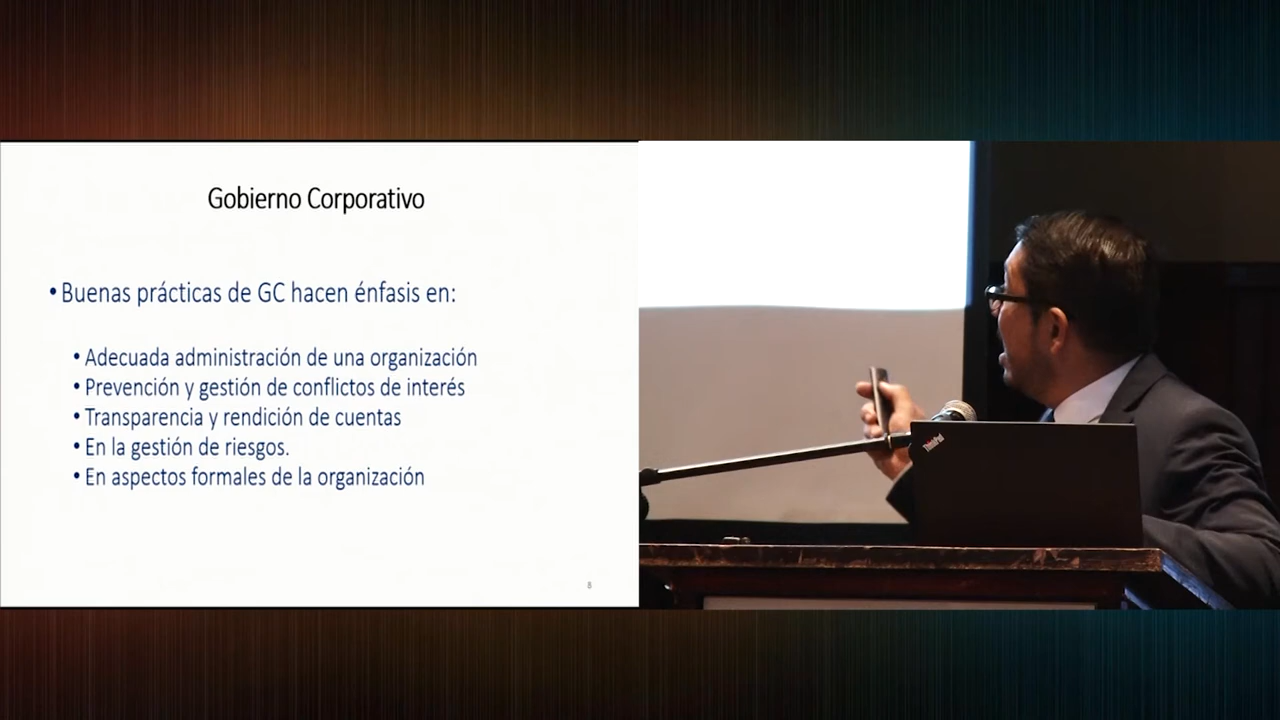 Gobierno Corporativo
• Buenas prácticas de GC hacen énfasis en:
• Adecuada administración de una organización
• Prevención y gestión de conflictos de interés
• Transparencia y rendición de cuentas
• En la gestión de riesgos.
• En aspectos formales de la organización
8
ThinkPad